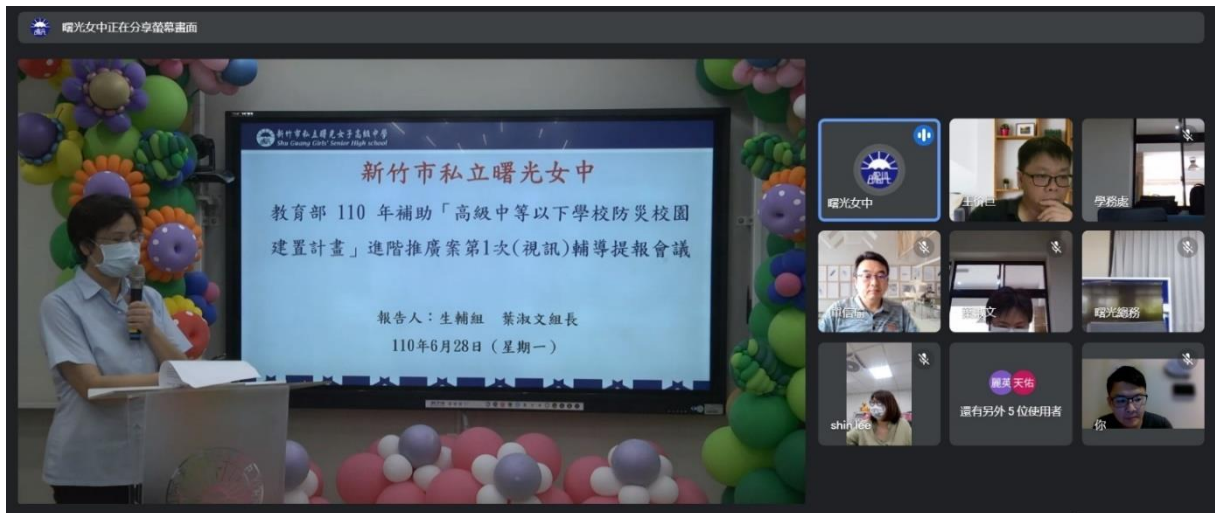 曙光女中正在分享螢幕畫面
新竹市私立曙光女子高級中學
Shu Guang Girls' Senior High school
新竹市私立曙光女中
教育部 110 年補助「高級中等以下學校防災校園
建置計畫」進階推廣案第1次(視訊)輔導提報會議
報告人：生輔組 葉淑文組長
110年6月28日（星期一）
曙光女中
學務處
曙光總務
shin lee
麗英
天佑
還有另外 5 位使用者
你